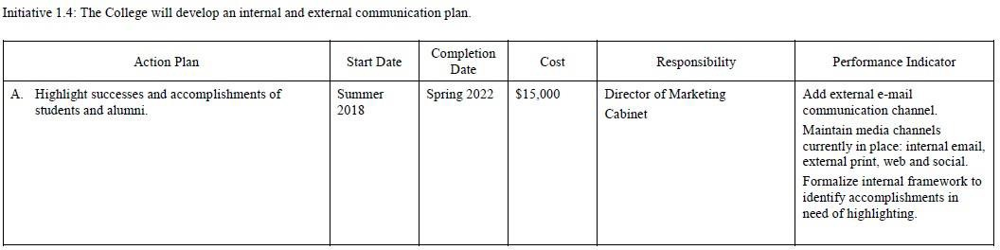 Initiative 1.4: The College will develop an internal and external communication plan.
Action Plan
Start Date
Completion
Date
Cost
Responsibility
Performance Indicator
A. Highlight successes and accomplishments of
students and alumni.
Summer
2018
Spring 2022
$15,000
Director of Marketing
Cabinet
Add external e-mail
communication channel.
Maintain media channels
currently in place: internal email,
external print, web and social.
Formalize internal framework to
identify accomplishments in
need of highlighting.